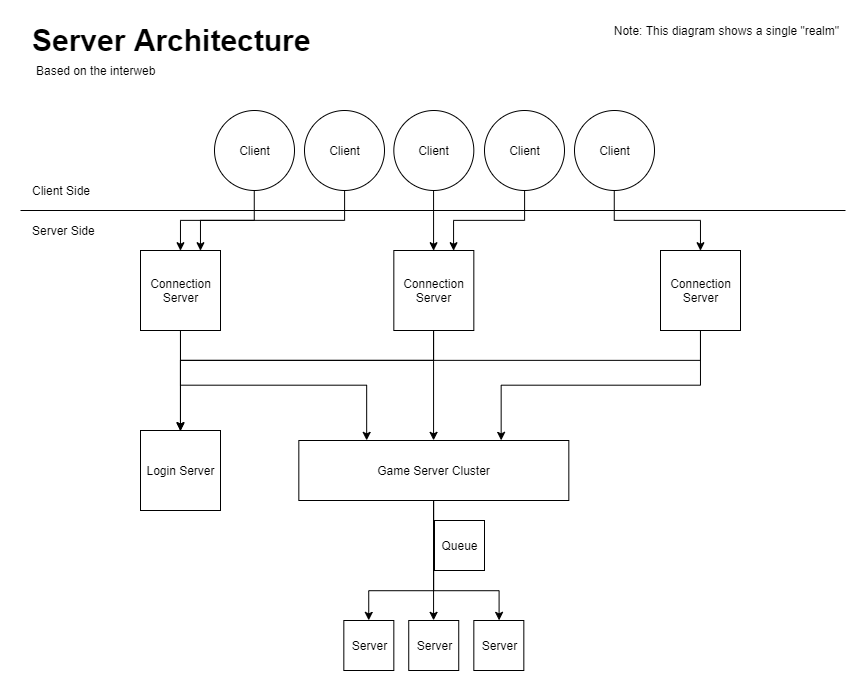 Server Architecture
Note: This diagram shows a single "realm"
Based on the interweb
Client
Client
Client
Client
Client
Client Side
Server Side
Connection
Server
Connection
Server
Connection
Server
Login Server
Game Server Cluster
Queue
Server
Server
Server